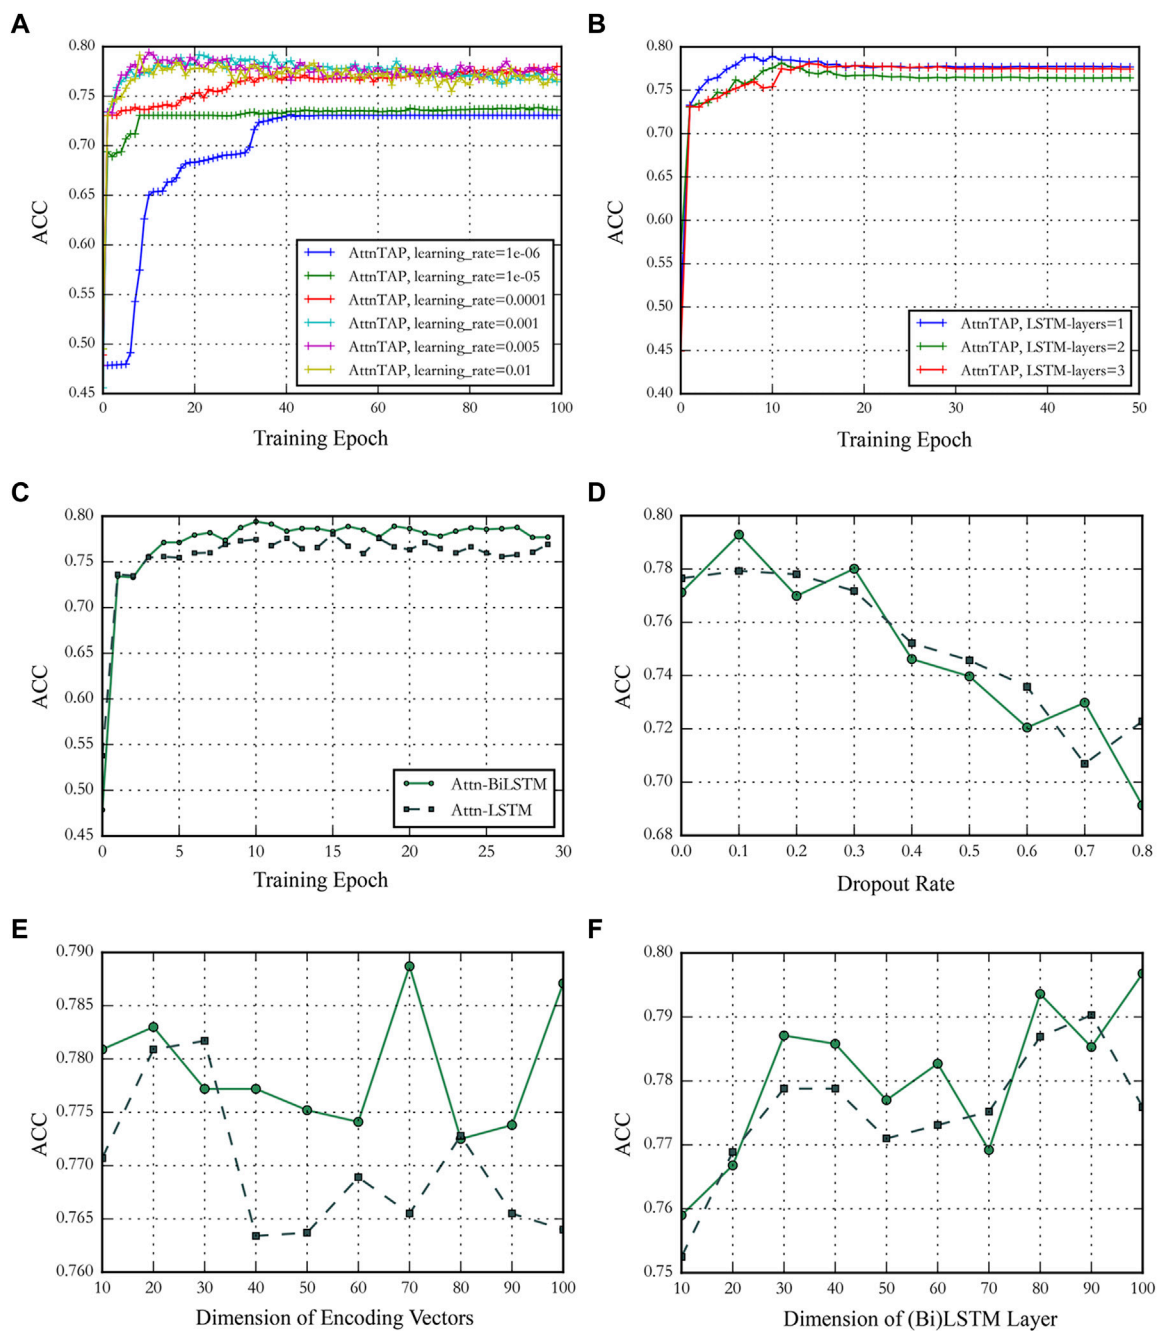 A
0.80
0.75
0.70
0.65
0.60
0.55
0.50
0.45
ACC
AttnTAP, learning_rate=1e-06
AttnTAP, learning_rate=1e-05
AttnTAP, learning_rate=0.0001
AttnTAP, learning_rate=0.001
AttnTAP, learning_rate=0.005
AttnTAP, learning_rate=0.01
0 20 40 60 80 100
Training Epoch
B
0.80
0.75
0.70
0.65
0.60
0.55
0.50
0.45
0.40
ACC
AttnTAP, LSTM-layers=1
AttnTAP, LSTM-layers=2
AttnTAP, LSTM-layers=3
0 10 20 30 40 50
Training Epoch
C
0.80
0.75
0.70
0.65
0.60
0.55
0.50
0.45
ACC
Attn-BiLSTM
Attn-LSTM
0 5 10 15 20 25 30
Training Epoch
D
0.80
0.78
0.76
0.74
0.72
0.70
0.68
ACC
0.0 0.1 0.2 0.3 0.4 0.5 0.6 0.7 0.8
Dropout Rate
E
0.790
0.785
0.780
0.775
0.770
0.765
0.760
ACC
10 20 30 40 50 60 70 80 90 100
Dimension of Encoding Vectors
F
0.80
0.79
0.78
0.77
0.76
0.75
ACC
10 20 30 40 50 60 70 80 90 100
Dimension of (Bi)LSTM Layer